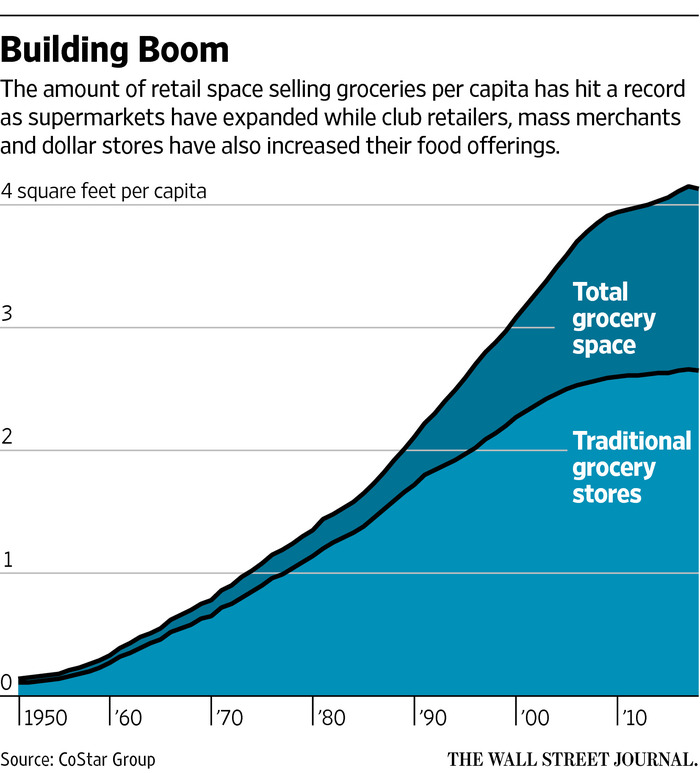 Building Boom
The amount of retail space selling groceries per capita has hit a record
as supermarkets have expanded while club retailers, mass merchants
and dollar stores have also increased their food offerings.
4 square feet per capita
3
Total
grocery
space
2
Traditional
grocery
stores
1
0
1950 ’60 ’70 ’80 ’90 ’00 ’10
Source: CoStar Group THE WALL STREET JOURNAL.